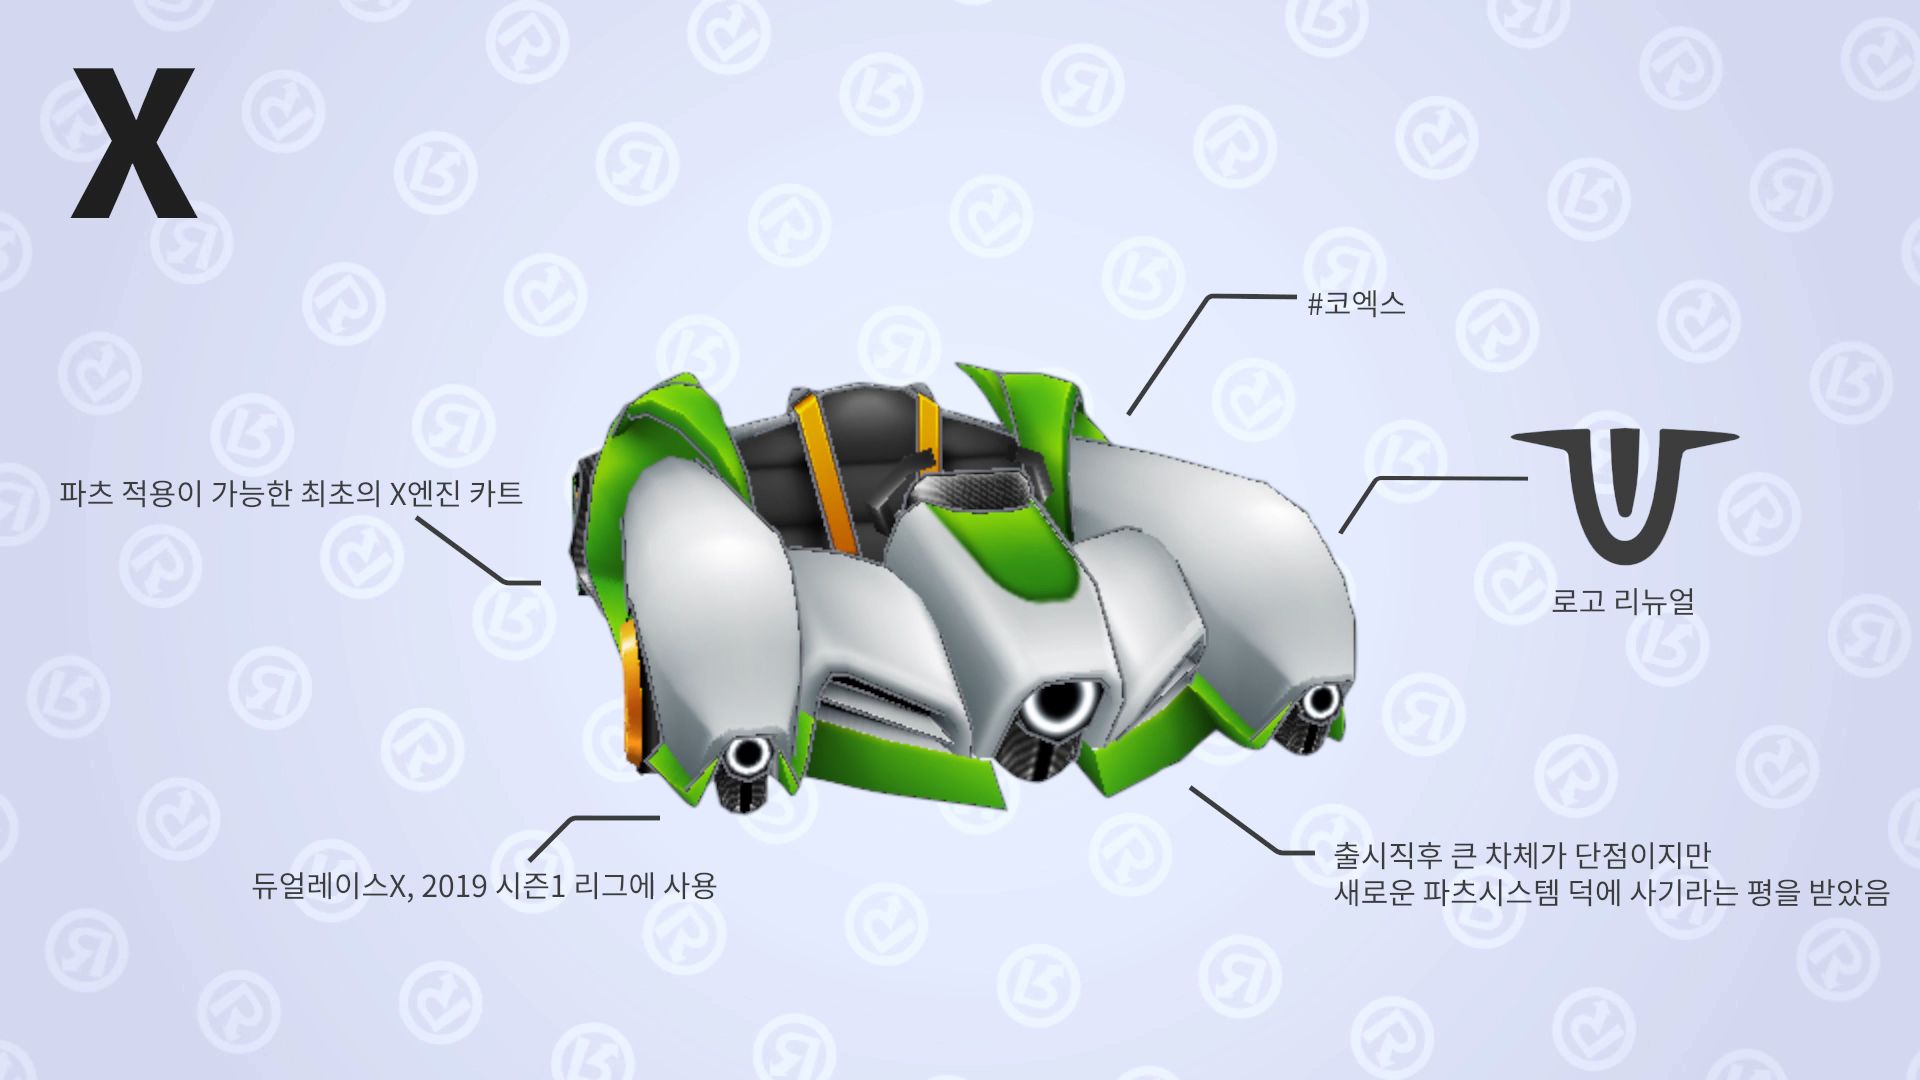 X
#코엑스
파츠 적용이 가능한 최초의 X엔진 카트
로고 리뉴얼
듀얼레이스X, 2019 시즌1 리그에 사용
출시직후 큰 차체가 단점이지만
새로운 파츠시스템 덕에 사기라는 평을 받았음